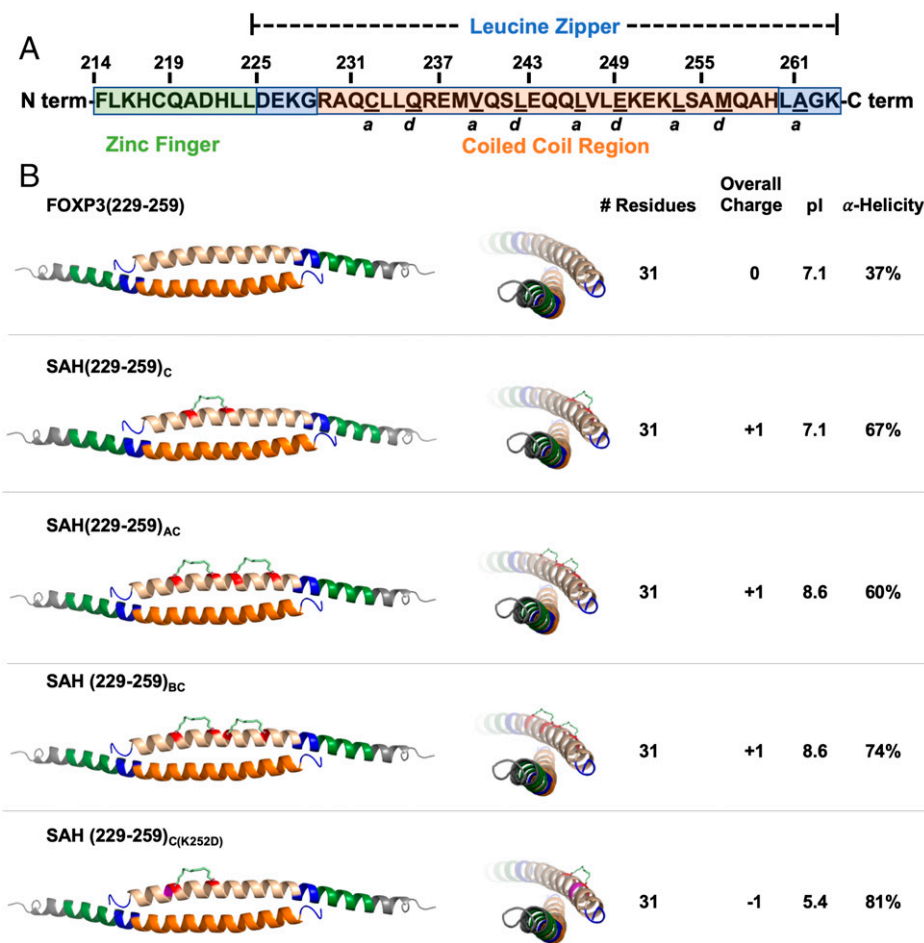 Leucine Zipper
A
214 219 225 231 237 243 249 255 261
N term-FLKHCQADHLLDEKGRAQCLLQREMVQSLEQQLVLEKEKLSAMQAHLAGK-C term
a d a d a d a d a
Zinc Finger Coiled Coil Region
B
FOXP3(229-259) # Residues Overall Charge pI α-Helicity
31 0 7.1 37%
SAH(229-259)C
31 +1 7.1 67%
SAH(229-259)AC
31 +1 8.6 60%
SAH (229-259)BC
31 +1 8.6 74%
SAH (229-259)C(K252D)
31 -1 5.4 81%